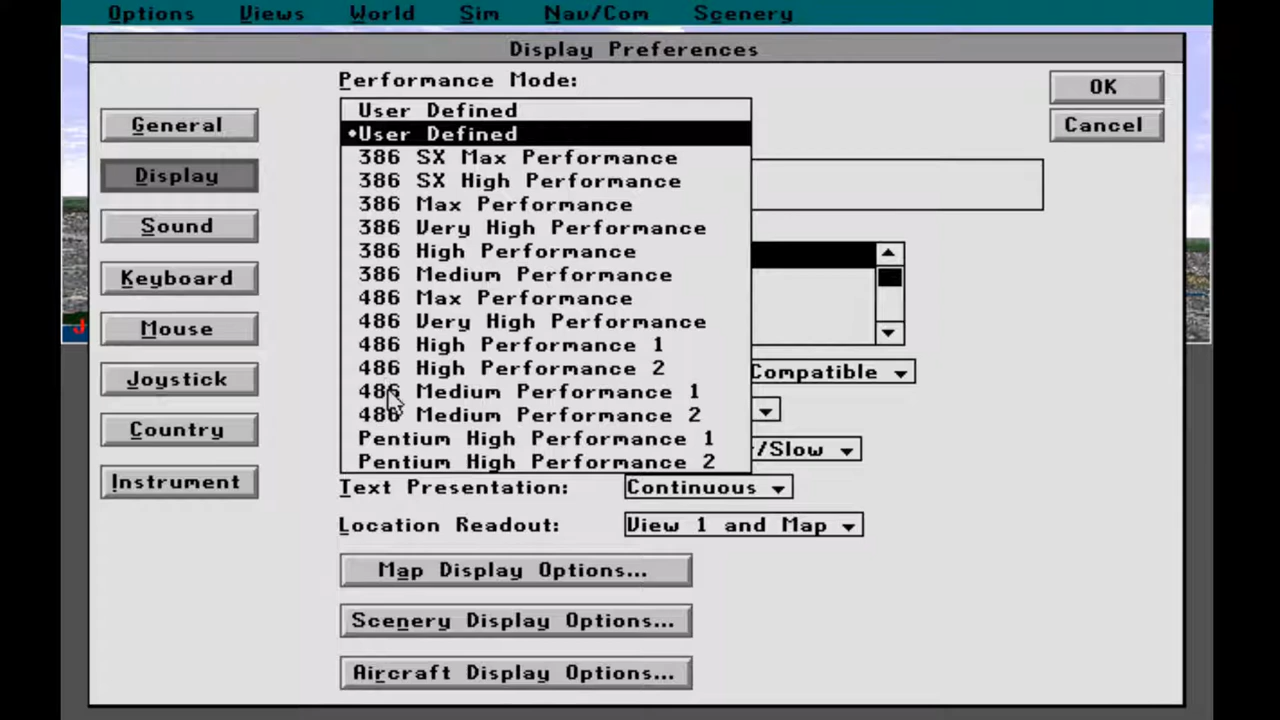 Options Views World Sim Nav/Com Scenery
Display Preferences
Performance Mode:
OK
Cancel
General
Display
Sound
Keyboard
Mouse
Joystick
Country
Instrument
User Defined
•User Defined
386 SX Max Performance
386 SX High Performance
386 Max Performance
386 Very High Performance
386 High Performance
386 Medium Performance
486 Max Performance
486 Very High Performance
486 High Performance 1
486 High Performance 2
486 Medium Performance 1
486 Medium Performance 2
Pentium High Performance 1
Pentium High Performance 2
Compatible
/Slow
Text Presentation: Continuous
Location Readout: View 1 and Map
Map Display Options...
Scenery Display Options...
Aircraft Display Options...